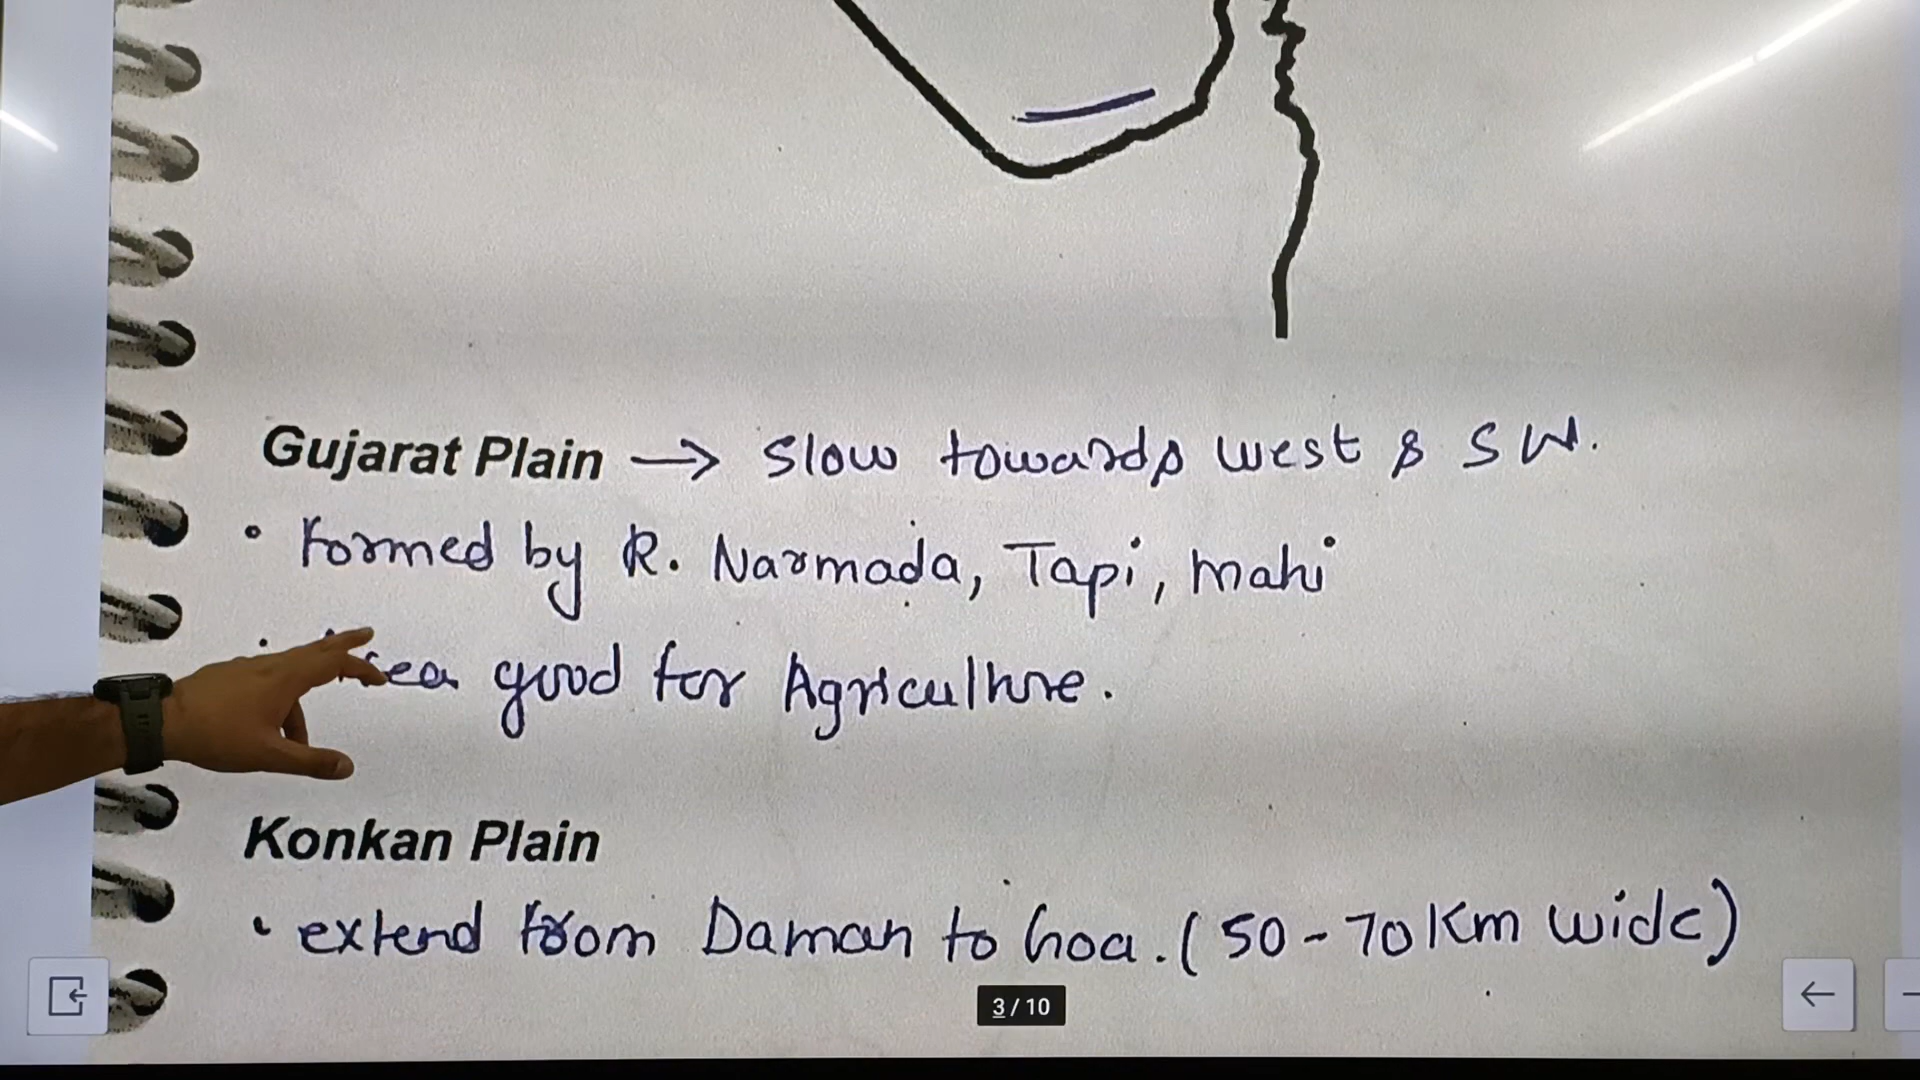 Gujarat Plain → Slow towards west & SW.
• Formed by R. Narmada, Tapi, Mahi
• Area good for Agriculture.
Konkan Plain
• extend from Daman to Goa. (50-70 Km wide)
3/10